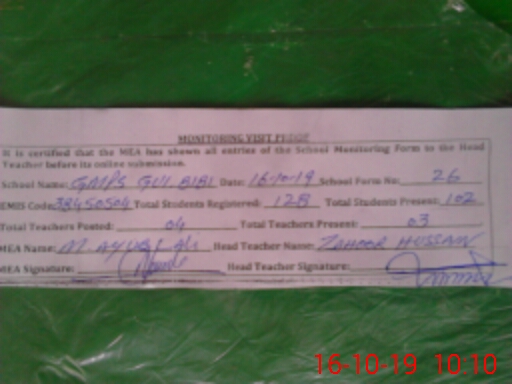 MONITORING VISIT PROOF
It is certified that the MEA has shown all entries of the School Monitoring Form to the Head
Teacher before its online submission.
School Name: GMPS GUL BIBI Date: 16-10-19 School Form No: 26
EMIS Code: 38450504 Total Students Registered: 128 Total Students Present: 102
Total Teachers Posted: 04 Total Teachers Present: 03
MEA Name: M. Ayub Head Teacher Name: ZAHOOR HUSSAIN
MEA Signature: Head Teacher Signature:
16-10-19 10:10